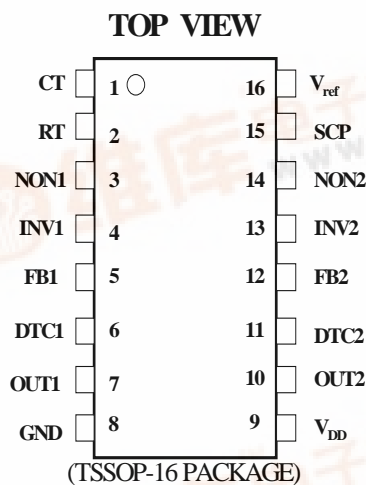 TOP VIEW
CT 1 16 Vref
RT 2 15 SCP
NON1 3 14 NON2
INV1 4 13 INV2
FB1 5 12 FB2
DTC1 6 11 DTC2
OUT1 7 10 OUT2
GND 8 9 VDD
(TSSOP-16 PACKAGE)